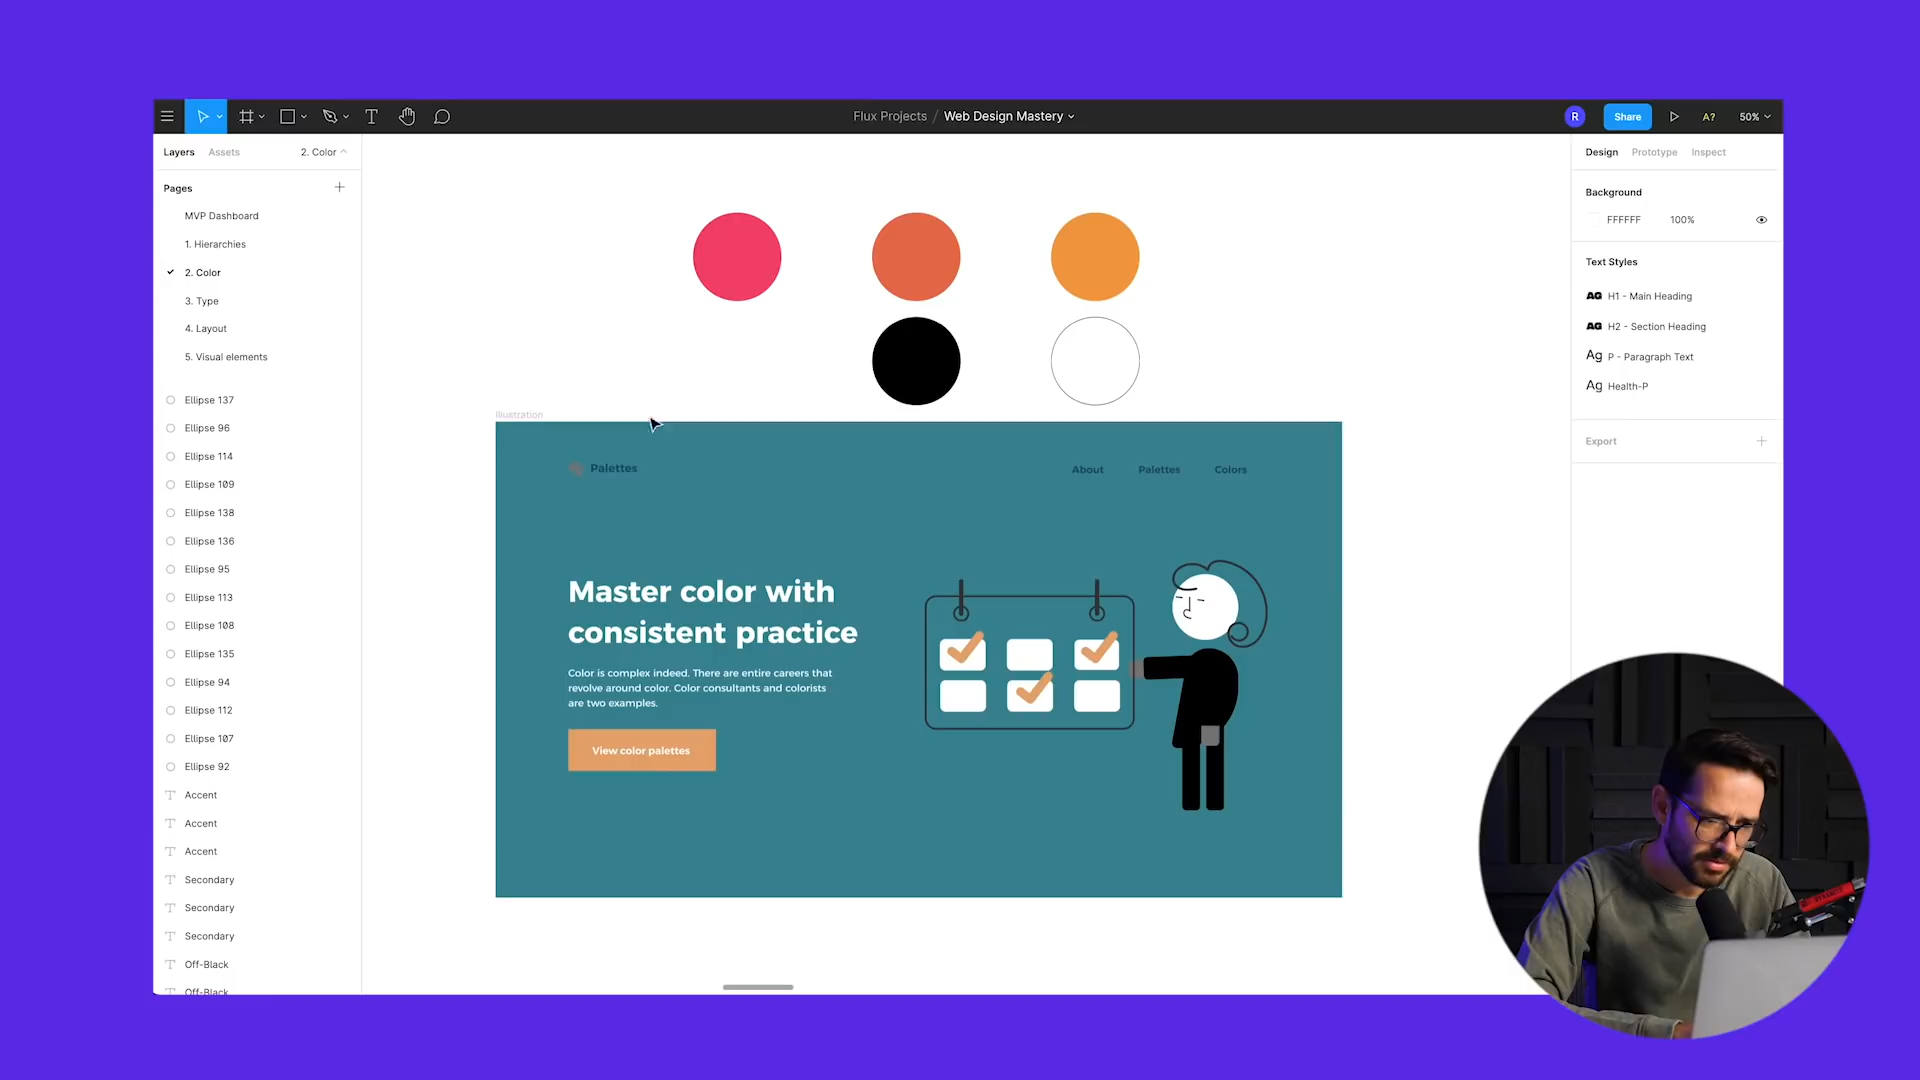 Flux Projects / Web Design Mastery
R
Share
A?
50%
Layers
Assets
2. Color
Design
Prototype
Inspect
Pages
MVP Dashboard
1. Hierarchies
2. Color
3. Type
4. Layout
5. Visual elements
Ellipse 137
Ellipse 96
Ellipse 114
Ellipse 109
Ellipse 138
Ellipse 136
Ellipse 95
Ellipse 113
Ellipse 108
Ellipse 135
Ellipse 94
Ellipse 112
Ellipse 107
Ellipse 92
Accent
Accent
Accent
Secondary
Secondary
Secondary
Off-Black
Off-Black
Illustration
Palettes
About
Palettes
Colors
Master color with
consistent practice
Color is complex indeed. There are entire careers that
revolve around color. Color consultants and colorists
are two examples.
View color palettes
Background
FFFFFF
100%
Text Styles
AG H1 - Main Heading
AG H2 - Section Heading
Ag P - Paragraph Text
Ag Health-P
Export